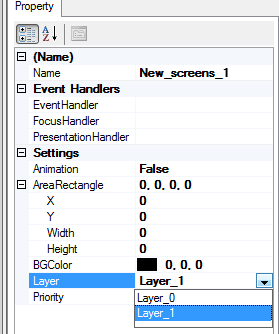 Property
(Name)
Name New_screens_1
Event Handlers
EventHandler
FocusHandler
PresentationHandler
Settings
Animation False
AreaRectangle 0, 0, 0, 0
X 0
Y 0
Width 0
Height 0
BGColor 0, 0, 0
Layer Layer_1
Priority Layer_0
Layer_1